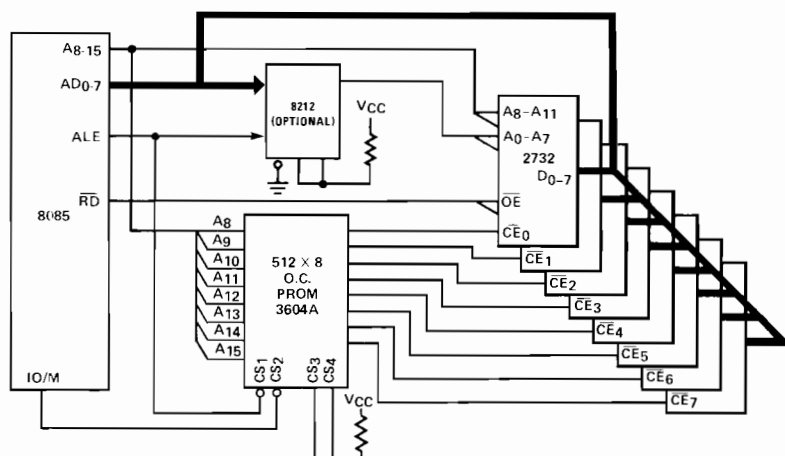 A8-15
AD0-7
ALE
RD
8085
IO/M
8212
(OPTIONAL)
VCC
A8-A11
A0-A7
2732
D0-7
OE
CE0
CE1
CE2
CE3
CE4
CE5
CE6
CE7
A8
A9
A10
A11
A12
A13
A14
A15
512 X 8
O.C.
PROM
3604A
CS1
CS2
CS3
CS4
VCC